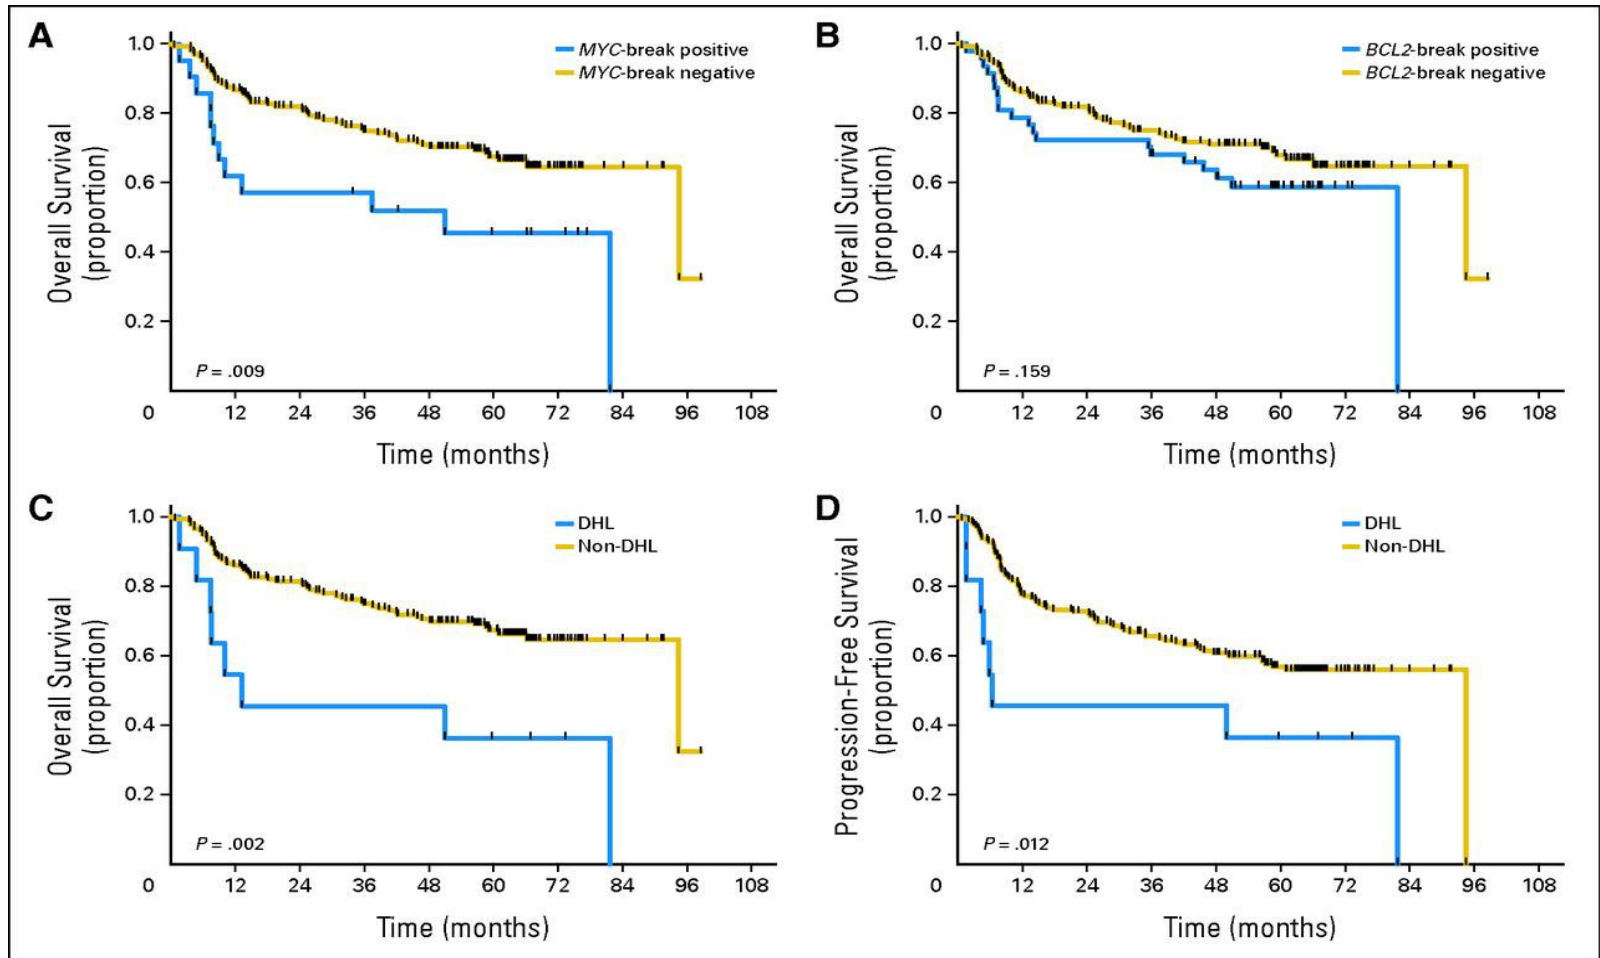 A
1.0
0.8
0.6
0.4
0.2
0
Overall Survival
(proportion)
MYC-break positive
MYC-break negative
P = .009
12 24 36 48 60 72 84 96 108
Time (months)
B
1.0
0.8
0.6
0.4
0.2
0
Overall Survival
(proportion)
BCL2-break positive
BCL2-break negative
P = .159
12 24 36 48 60 72 84 96 108
Time (months)
C
1.0
0.8
0.6
0.4
0.2
0
Overall Survival
(proportion)
DHL
Non-DHL
P = .002
12 24 36 48 60 72 84 96 108
Time (months)
D
1.0
0.8
0.6
0.4
0.2
0
Progression-Free Survival
(proportion)
DHL
Non-DHL
P = .012
12 24 36 48 60 72 84 96 108
Time (months)